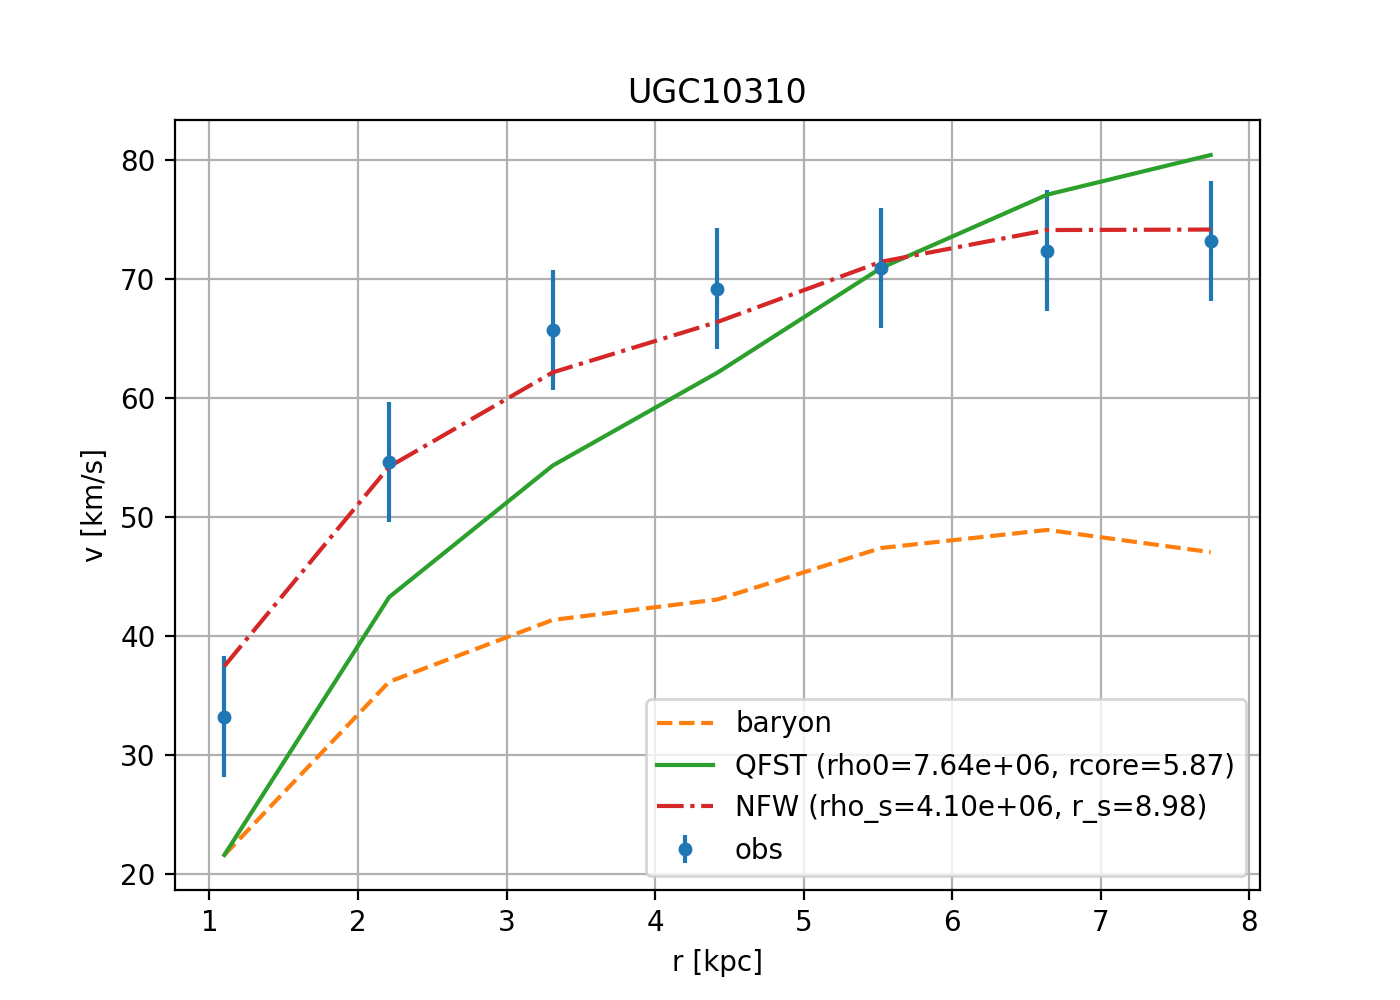 UGC10310
80
70
60
50
40
30
20
v [km/s]
baryon
QFST (rho0=7.64e+06, rcore=5.87)
NFW (rho_s=4.10e+06, r_s=8.98)
obs
1 2 3 4 5 6 7 8
r [kpc]